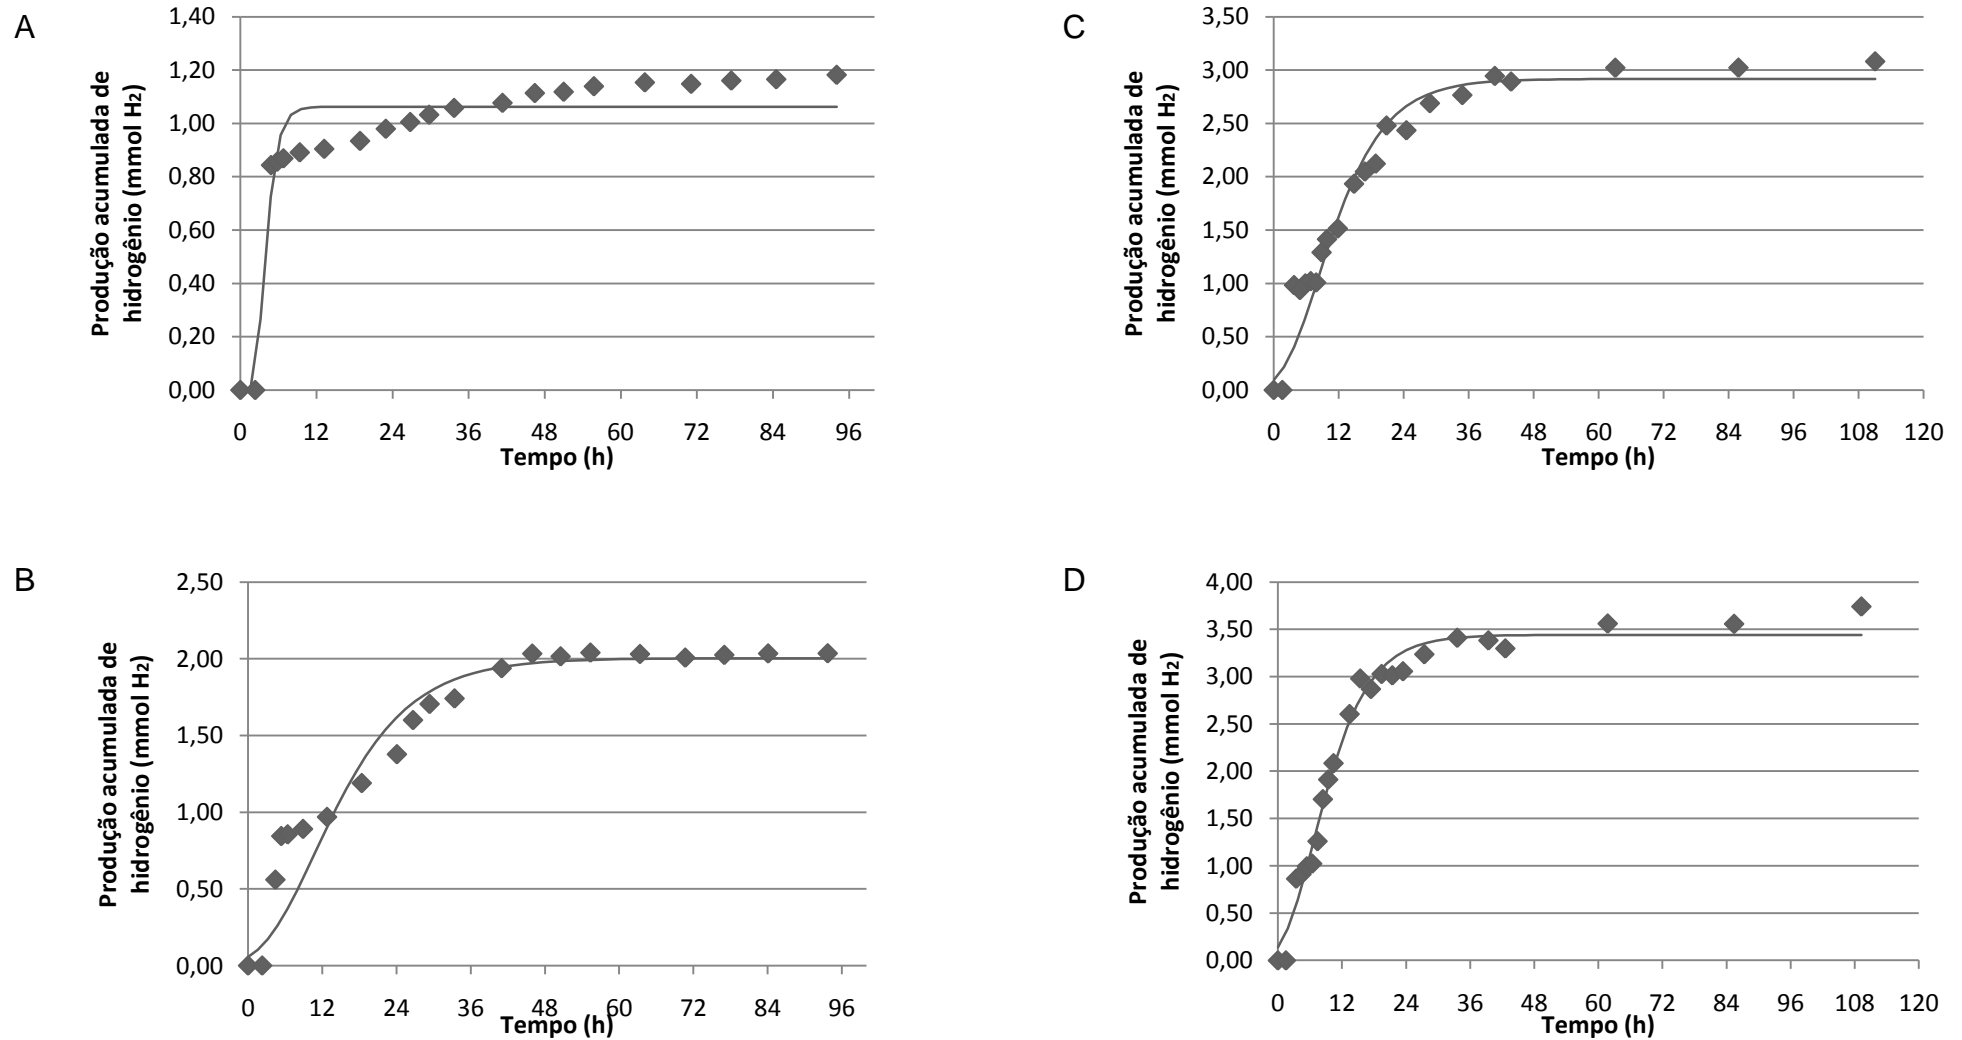 A
1,40
1,20
1,00
0,80
0,60
0,40
0,20
0,00
Produção acumulada de
hidrogênio (mmol H2)
0 12 24 36 48 60 72 84 96
Tempo (h)
C
3,50
3,00
2,50
2,00
1,50
1,00
0,50
0,00
Produção acumulada de
hidrogênio (mmol H2)
0 12 24 36 48 60 72 84 96 108 120
Tempo (h)
B
2,50
2,00
1,50
1,00
0,50
0,00
Produção acumulada de
hidrogênio (mmol H2)
0 12 24 36 48 60 72 84 96
Tempo (h)
D
4,00
3,50
3,00
2,50
2,00
1,50
1,00
0,50
0,00
Produção acumulada de
hidrogênio (mmol H2)
0 12 24 36 48 60 72 84 96 108 120
Tempo (h)